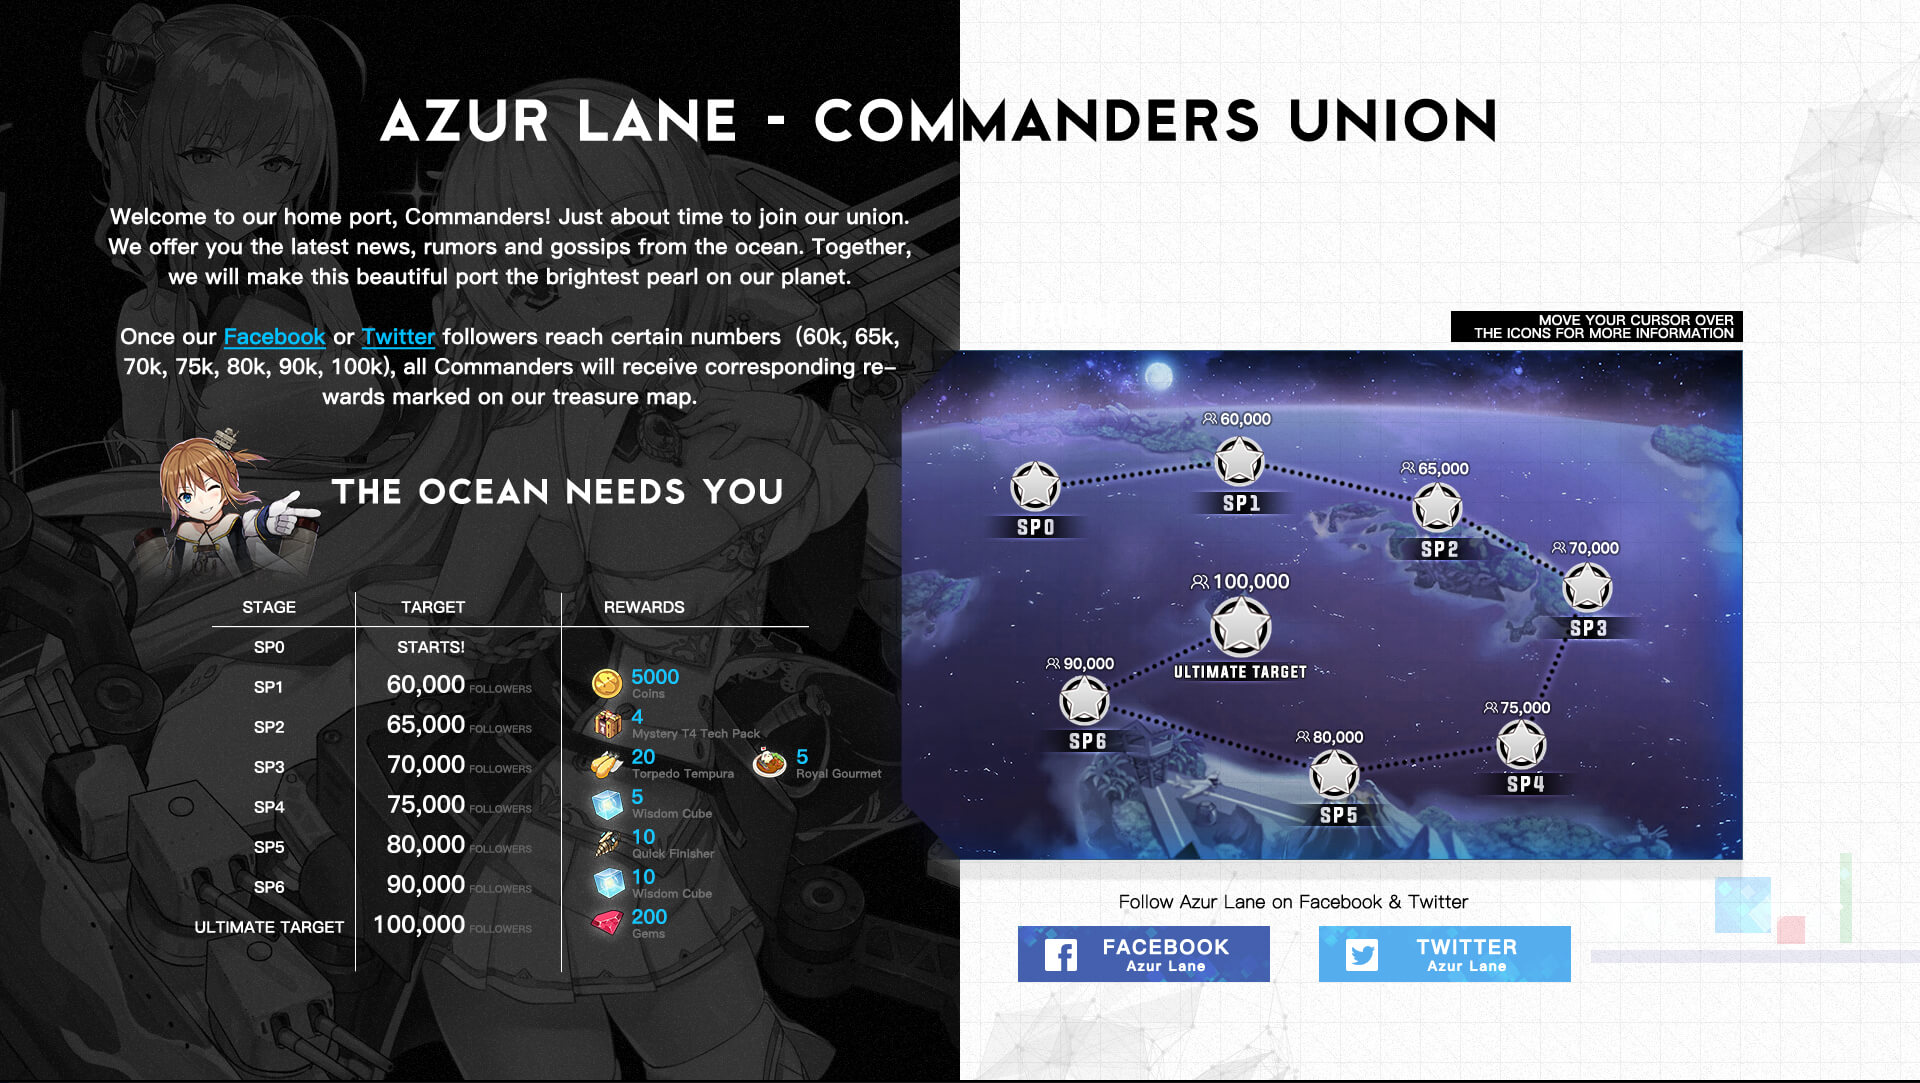 AZUR LANE - COMMANDERS UNION
Welcome to our home port, Commanders! Just about time to join our union.
We offer you the latest news, rumors and gossips from the ocean. Together,
we will make this beautiful port the brightest pearl on our planet.
Once our Facebook or Twitter followers reach certain numbers (60k, 65k,
70k, 75k, 80k, 90k, 100k), all Commanders will receive corresponding re-
wards marked on our treasure map.
THE OCEAN NEEDS YOU
STAGE TARGET REWARDS
SP0 STARTS!
SP1 60,000 FOLLOWERS 5000 Coins
SP2 65,000 FOLLOWERS 4 Mystery T4 Tech Pack
SP3 70,000 FOLLOWERS 20 Torpedo Tempura 5 Royal Gourmet
SP4 75,000 FOLLOWERS 5 Wisdom Cube
SP5 80,000 FOLLOWERS 10 Quick Finisher
SP6 90,000 FOLLOWERS 10 Wisdom Cube
ULTIMATE TARGET 100,000 FOLLOWERS 200 Gems
MOVE YOUR CURSOR OVER
THE ICONS FOR MORE INFORMATION
SP0
60,000
SP1
65,000
SP2
70,000
SP3
75,000
SP4
80,000
SP5
90,000
SP6
100,000
ULTIMATE TARGET
Follow Azur Lane on Facebook & Twitter
FACEBOOK
Azur Lane
TWITTER
Azur Lane